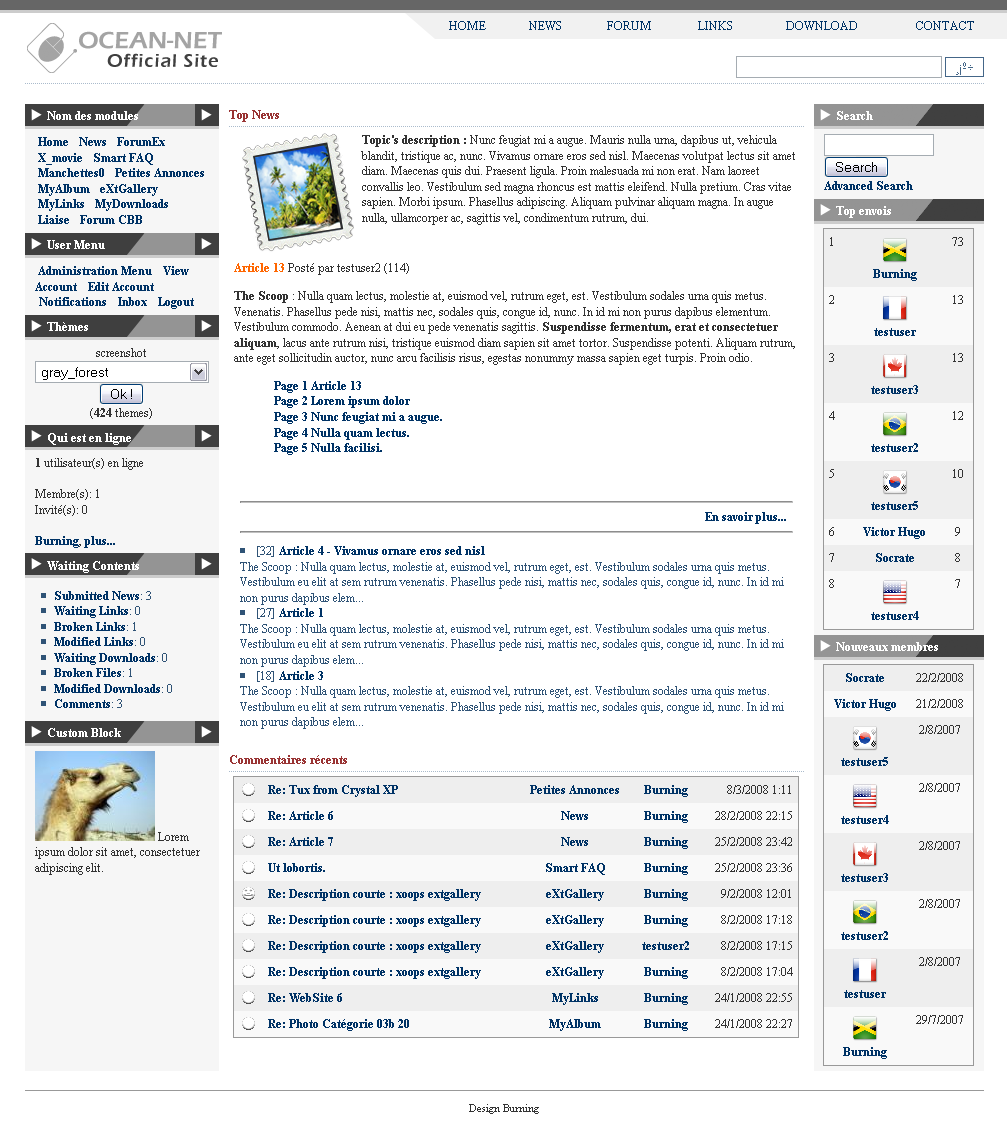 HOME NEWS FORUM LINKS DOWNLOAD CONTACT
OCEAN-NET
Official Site
Nom des modules
Home News ForumEx
X_movie Smart FAQ
Manchettes0 Petites Annonces
MyAlbum eXtGallery
MyLinks MyDownloads
Liaise Forum CBB
User Menu
Administration Menu View
Account Edit Account
Notifications Inbox Logout
Thèmes
screenshot
gray_forest
Ok !
(424 themes)
Qui est en ligne
1 utilisateur(s) en ligne
Membre(s): 1
Invité(s): 0
Burning, plus...
Waiting Contents
Submitted News: 3
Waiting Links: 0
Broken Links: 1
Modified Links: 0
Waiting Downloads: 0
Broken Files: 1
Modified Downloads: 0
Comments: 3
Custom Block
Lorem
ipsum dolor sit amet, consectetuer
adipiscing elit.
Top News
Topic's description : Nunc feugiat mi a augue. Mauris nulla urna, dapibus ut, vehicula
blandit, tristique ac, nunc. Vivamus ornare eros sed nisl. Maecenas volutpat lectus sit amet
diam. Maecenas quis dui. Praesent ligula. Proin malesuada mi non erat. Nam laoreet
convallis leo. Vestibulum sed magna rhoncus est mattis eleifend. Nulla pretium. Cras vitae
sapien. Morbi ipsum. Phasellus adipiscing. Aliquam pulvinar aliquam magna. In augue
nulla, ullamcorper ac, sagittis vel, condimentum rutrum, dui.
Article 13 Posté par testuser2 (114)
The Scoop : Nulla quam lectus, molestie at, euismod vel, rutrum eget, est. Vestibulum sodales urna quis metus.
Venenatis. Phasellus pede nisi, mattis nec, sodales quis, congue id, nunc. In id mi non purus dapibus elementum.
Vestibulum commodo. Aenean at dui eu pede venenatis sagittis. Suspendisse fermentum, erat et consectetuer
aliquam, lacus ante rutrum nisi, tristique euismod diam sapien sit amet tortor. Suspendisse potenti. Aliquam rutrum,
ante eget sollicitudin auctor, nunc arcu facilisis risus, egestas nonummy massa sapien eget turpis. Proin odio.
Page 1 Article 13
Page 2 Lorem ipsum dolor
Page 3 Nunc feugiat mi a augue.
Page 4 Nulla quam lectus.
Page 5 Nulla facilisi.
En savoir plus...
[32] Article 4 - Vivamus ornare eros sed nisl
The Scoop : Nulla quam lectus, molestie at, euismod vel, rutrum eget, est. Vestibulum sodales urna quis metus.
Vestibulum eu elit at sem rutrum venenatis. Phasellus pede nisi, mattis nec, sodales quis, congue id, nunc. In id mi
non purus dapibus elem...
[27] Article 1
The Scoop : Nulla quam lectus, molestie at, euismod vel, rutrum eget, est. Vestibulum sodales urna quis metus.
Vestibulum eu elit at sem rutrum venenatis. Phasellus pede nisi, mattis nec, sodales quis, congue id, nunc. In id mi
non purus dapibus elem...
[18] Article 3
The Scoop : Nulla quam lectus, molestie at, euismod vel, rutrum eget, est. Vestibulum sodales urna quis metus.
Vestibulum eu elit at sem rutrum venenatis. Phasellus pede nisi, mattis nec, sodales quis, congue id, nunc. In id mi
non purus dapibus elem...
Commentaires récents
Re: Tux from Crystal XP Petites Annonces Burning 8/3/2008 1:11
Re: Article 6 News Burning 28/2/2008 22:15
Re: Article 7 News Burning 25/2/2008 23:42
Ut lobortis. Smart FAQ Burning 25/2/2008 23:36
Re: Description courte : xoops extgallery eXtGallery Burning 9/2/2008 12:01
Re: Description courte : xoops extgallery eXtGallery Burning 8/2/2008 17:18
Re: Description courte : xoops extgallery eXtGallery testuser2 8/2/2008 17:15
Re: Description courte : xoops extgallery eXtGallery Burning 8/2/2008 17:04
Re: WebSite 6 MyLinks Burning 24/1/2008 22:55
Re: Photo Catégorie 03b 20 MyAlbum Burning 24/1/2008 22:27
Search
Search
Advanced Search
Top envois
1 73
Burning
2 13
testuser
3 13
testuser3
4 12
testuser2
5 10
testuser5
6 Victor Hugo 9
7 Socrate 8
8 7
testuser4
Nouveaux membres
Socrate 22/2/2008
Victor Hugo 21/2/2008
2/8/2007
testuser5
2/8/2007
testuser4
2/8/2007
testuser3
2/8/2007
testuser2
2/8/2007
testuser
29/7/2007
Burning
Design Burning